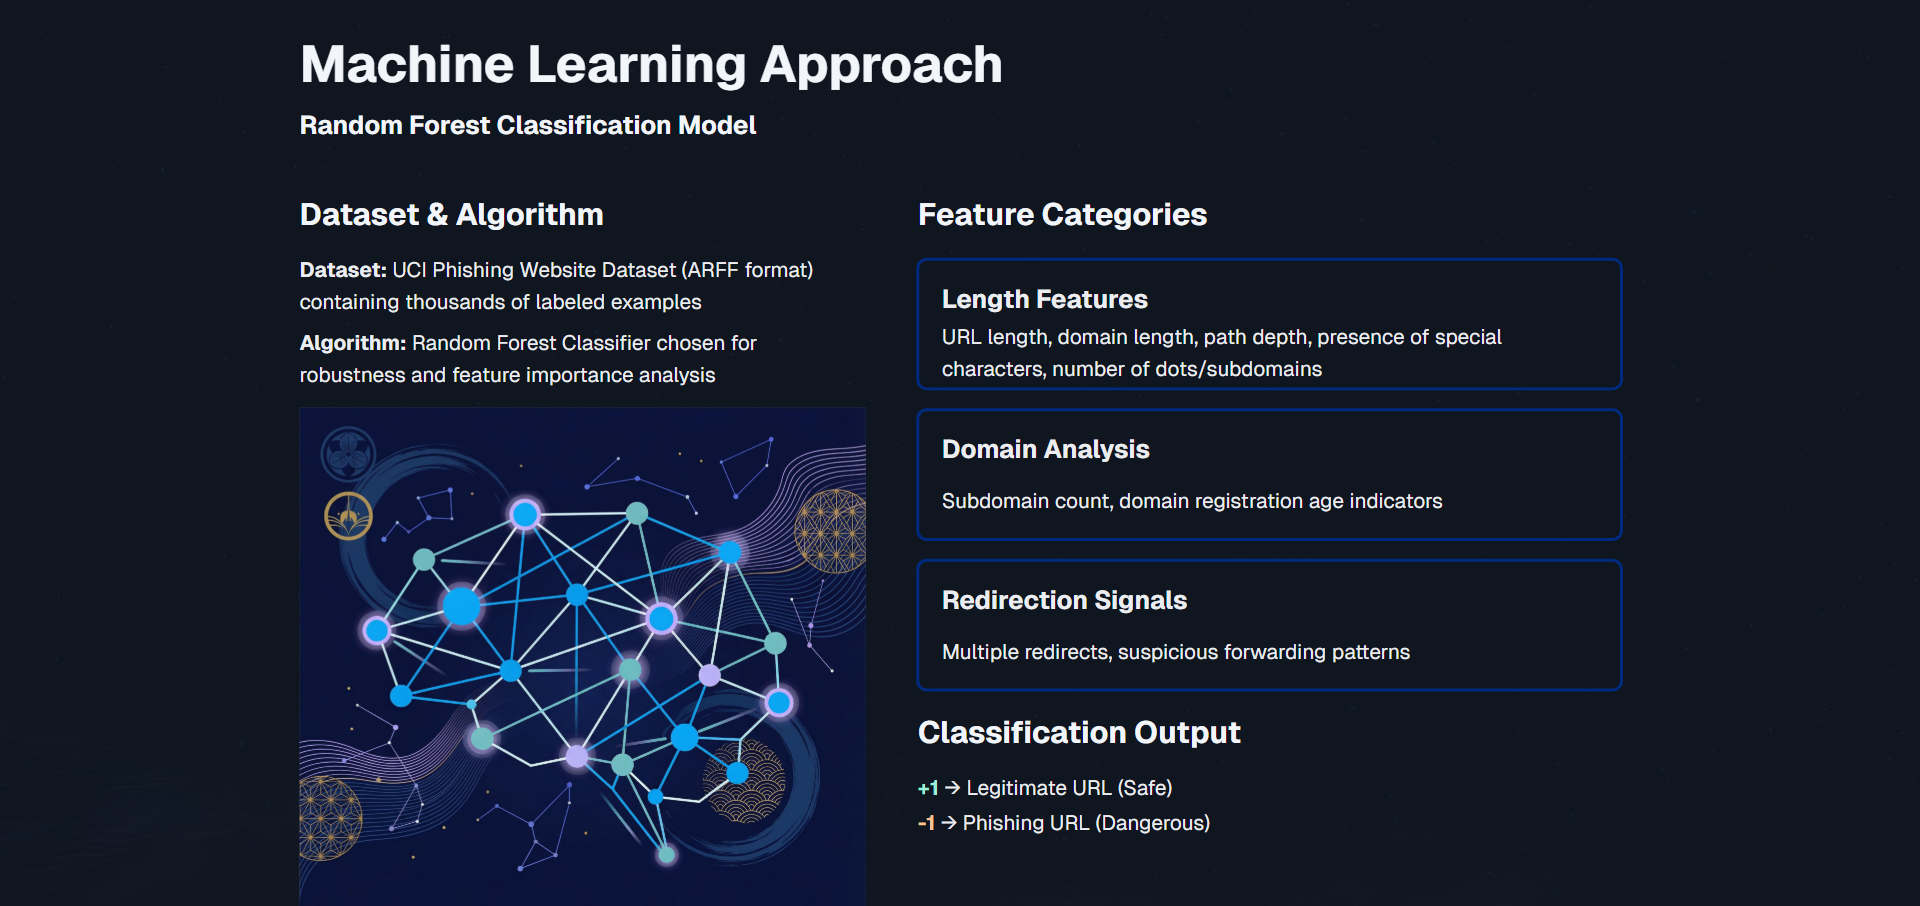 Machine Learning Approach
Random Forest Classification Model
Dataset & Algorithm
Dataset: UCI Phishing Website Dataset (ARFF format)
containing thousands of labeled examples
Algorithm: Random Forest Classifier chosen for
robustness and feature importance analysis
Feature Categories
Length Features
URL length, domain length, path depth, presence of special
characters, number of dots/subdomains
Domain Analysis
Subdomain count, domain registration age indicators
Redirection Signals
Multiple redirects, suspicious forwarding patterns
Classification Output
+1 → Legitimate URL (Safe)
-1 → Phishing URL (Dangerous)